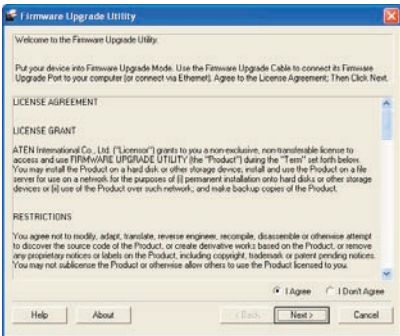 Firmware Upgrade Utility
Welcome to the Firmware Upgrade Utility.
Put your device into Firmware Upgrade Mode. Use the Firmware Upgrade Cable to connect its Firmware
Upgrade Port to your computer (or connect via Ethernet). Agree to the License Agreement; Then Click Next.
LICENSE AGREEMENT
LICENSE GRANT
ATEN International Co., Ltd. ("Licensor") grants to you a non-exclusive, non-transferable license to
access and use FIRMWARE UPGRADE UTILITY (the "Product") during the "Term" set forth below.
You may install the Product on a hard disk or other storage device; install and use the Product on a file
server for use on a network for the purposes of (i) permanent installation onto hard disks or other storage
devices or (ii) use of the Product over such network; and make backup copies of the Product.
RESTRICTIONS
You agree not to modify, adapt, translate, reverse engineer, decompile, disassemble or otherwise attempt
to discover the source code of the Product, or create derivative works based on the Product, or remove
any proprietary notices or labels on the Product, including copyright, trademark or patent pending notices.
You may not sublicense the Product or otherwise allow others to use the Product licensed to you.
I Agree I Don't Agree
Help About < Back Next > Cancel